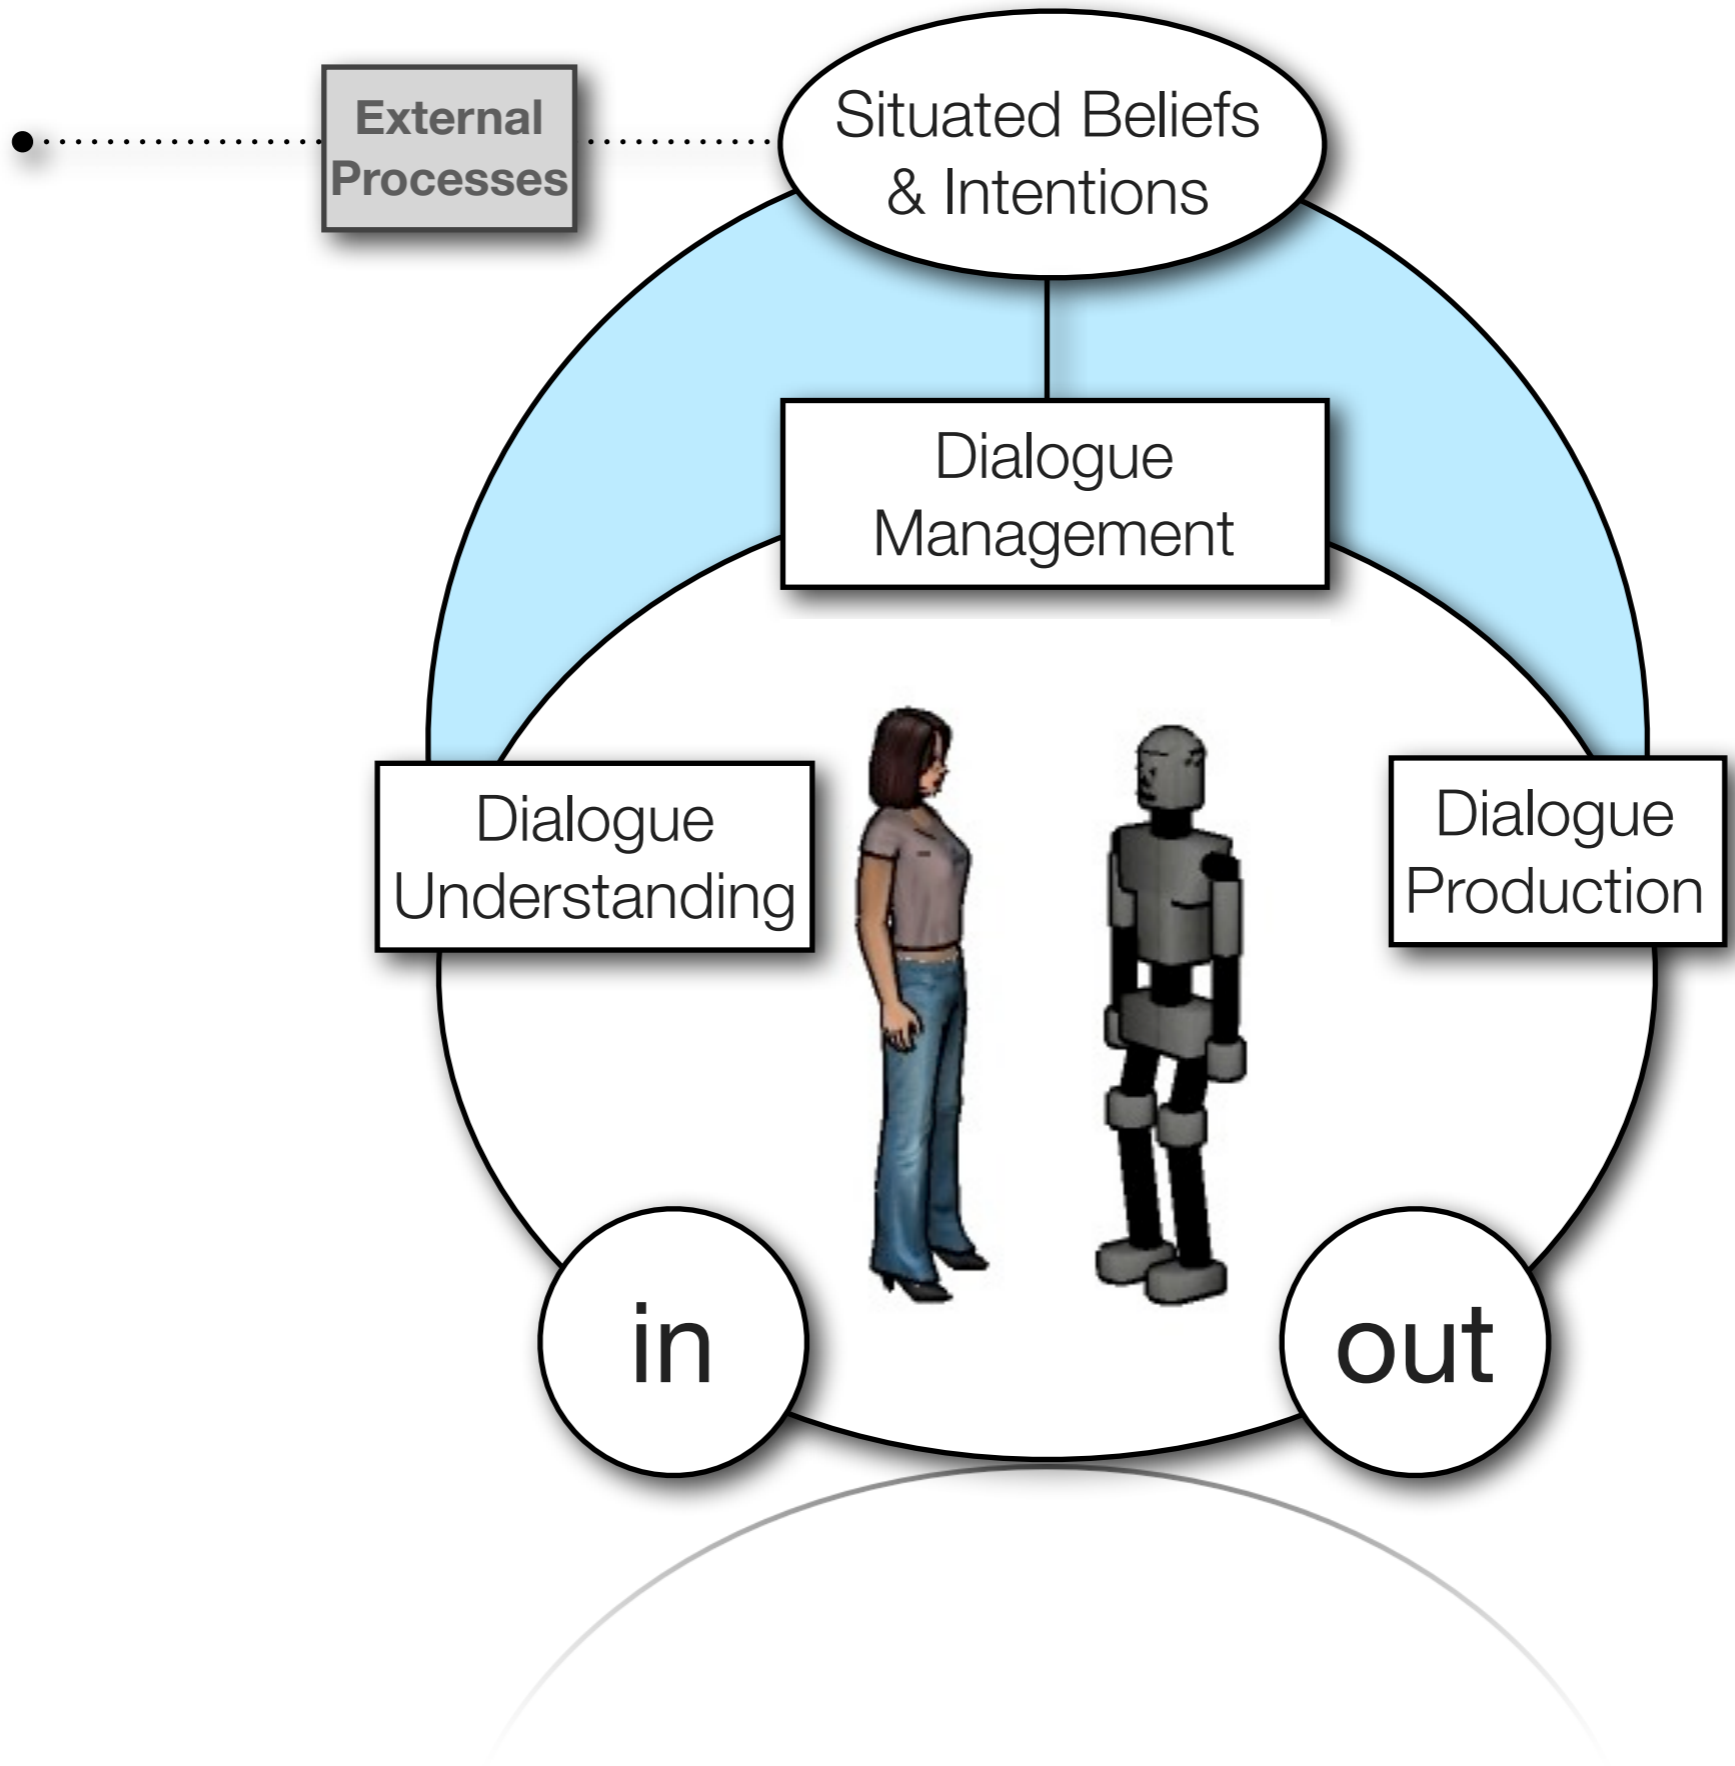 External
Processes
Situated Beliefs
& Intentions
Dialogue
Management
Dialogue
Understanding
Dialogue
Production
in
out